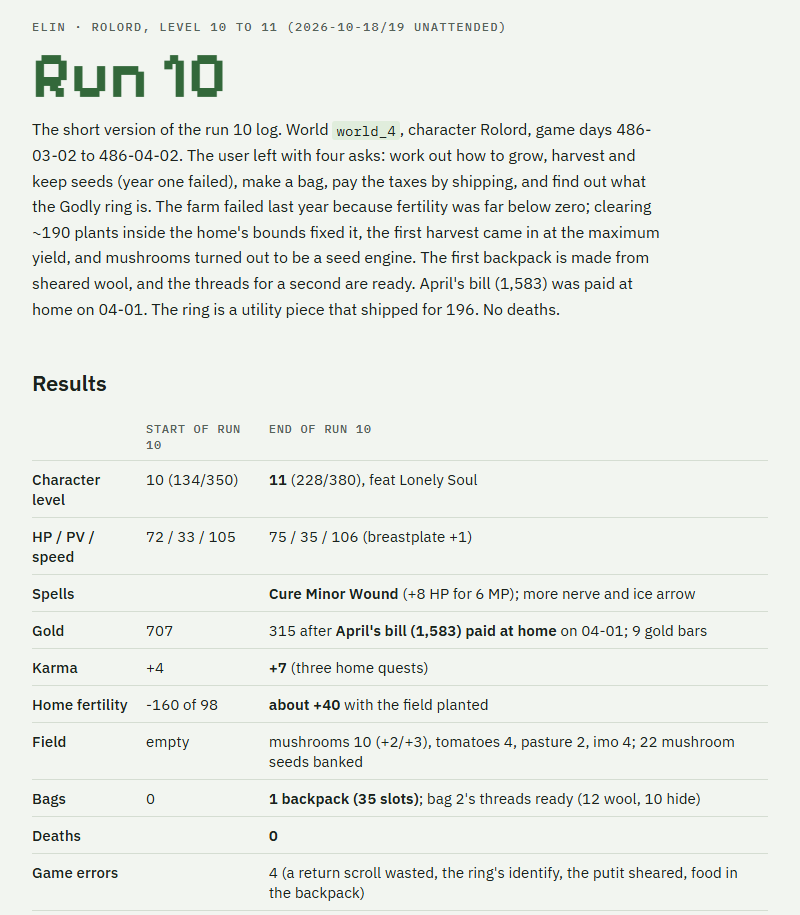 ELIN · ROLORD, LEVEL 10 TO 11 (2026-10-18/19 UNATTENDED)
Run 10
The short version of the run 10 log. World world_4, character Rolord, game days 486-
03-02 to 486-04-02. The user left with four asks: work out how to grow, harvest and
keep seeds (year one failed), make a bag, pay the taxes by shipping, and find out what
the Godly ring is. The farm failed last year because fertility was far below zero; clearing
~190 plants inside the home's bounds fixed it, the first harvest came in at the maximum
yield, and mushrooms turned out to be a seed engine. The first backpack is made from
sheared wool, and the threads for a second are ready. April's bill (1,583) was paid at
home on 04-01. The ring is a utility piece that shipped for 196. No deaths.
Results
START OF RUN END OF RUN 10
10
Character 10 (134/350) 11 (228/380), feat Lonely Soul
level
HP / PV / 72 / 33 / 105 75 / 35 / 106 (breastplate +1)
speed
Spells Cure Minor Wound (+8 HP for 6 MP); more nerve and ice arrow
Gold 707 315 after April's bill (1,583) paid at home on 04-01; 9 gold bars
Karma +4 +7 (three home quests)
Home fertility -160 of 98 about +40 with the field planted
Field empty mushrooms 10 (+2/+3), tomatoes 4, pasture 2, imo 4; 22 mushroom
seeds banked
Bags 0 1 backpack (35 slots); bag 2's threads ready (12 wool, 10 hide)
Deaths 0
Game errors 4 (a return scroll wasted, the ring's identify, the putit sheared, food in
the backpack)